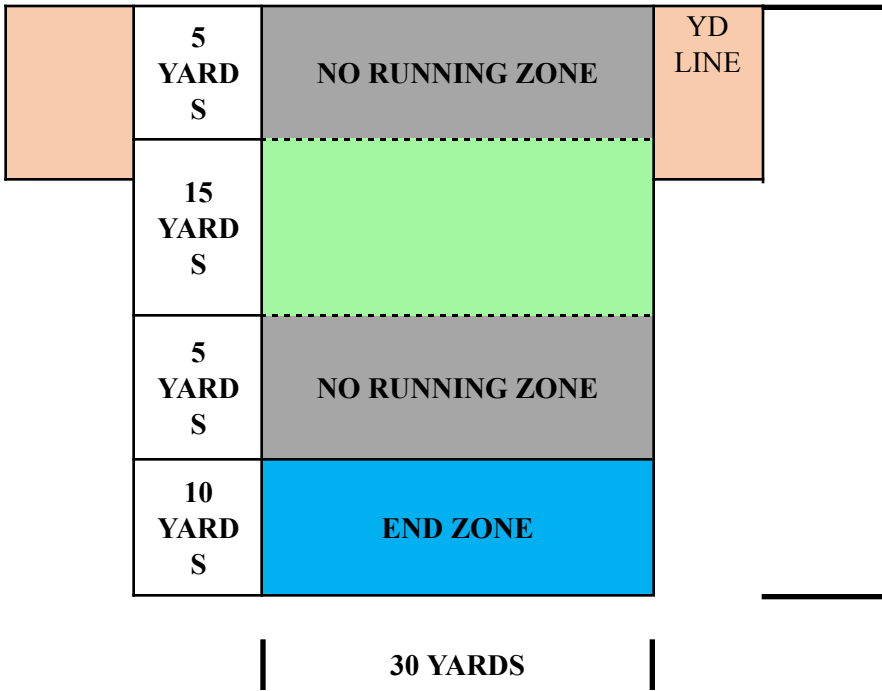 5
YARD
S
NO RUNNING ZONE
YD
LINE
15
YARD
S
5
YARD
S
NO RUNNING ZONE
10
YARD
S
END ZONE
30 YARDS